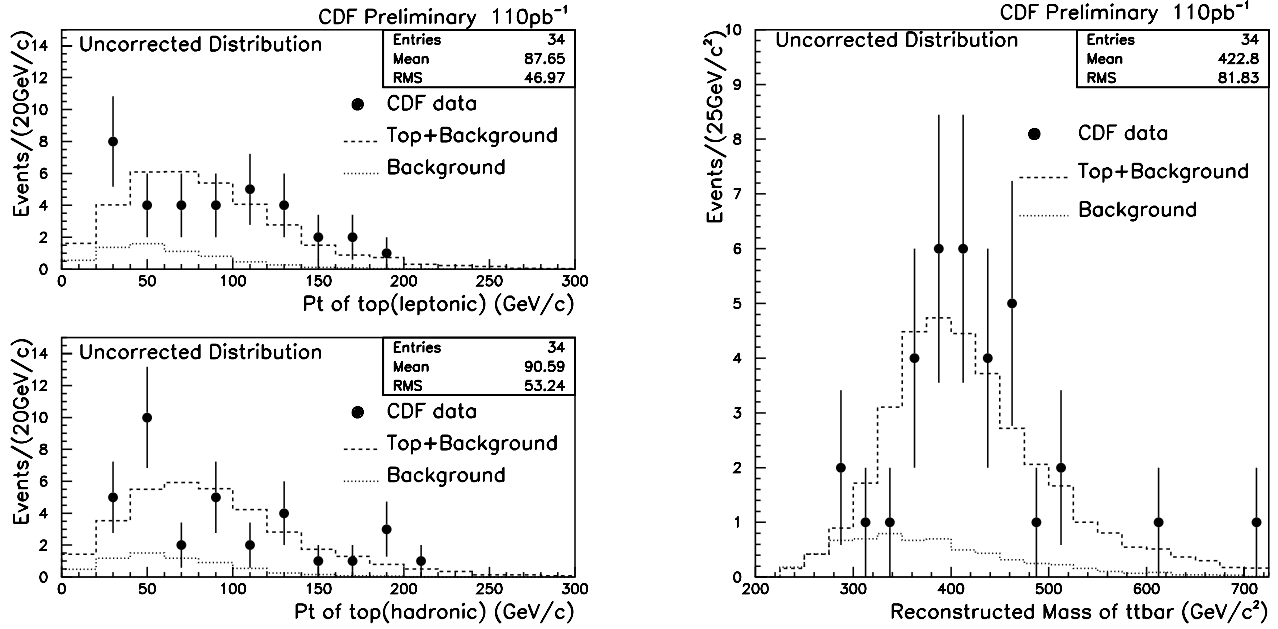 CDF Preliminary 110pb⁻¹
Uncorrected Distribution
Entries 34
Mean 87.65
RMS 46.97
CDF data
Top+Background
Background
Events/(20GeV/c)
14
12
10
8
6
4
2
0
0 50 100 150 200 250 300
Pt of top(leptonic) (GeV/c)
Uncorrected Distribution
Entries 34
Mean 90.59
RMS 53.24
CDF data
Top+Background
Background
Events/(20GeV/c)
14
12
10
8
6
4
2
0
0 50 100 150 200 250 300
Pt of top(hadronic) (GeV/c)
CDF Preliminary 110pb⁻¹
Uncorrected Distribution
Entries 34
Mean 422.8
RMS 81.83
CDF data
Top+Background
Background
Events/(25GeV/c²)
10
9
8
7
6
5
4
3
2
1
0
200 300 400 500 600 700
Reconstructed Mass of ttbar (GeV/c²)